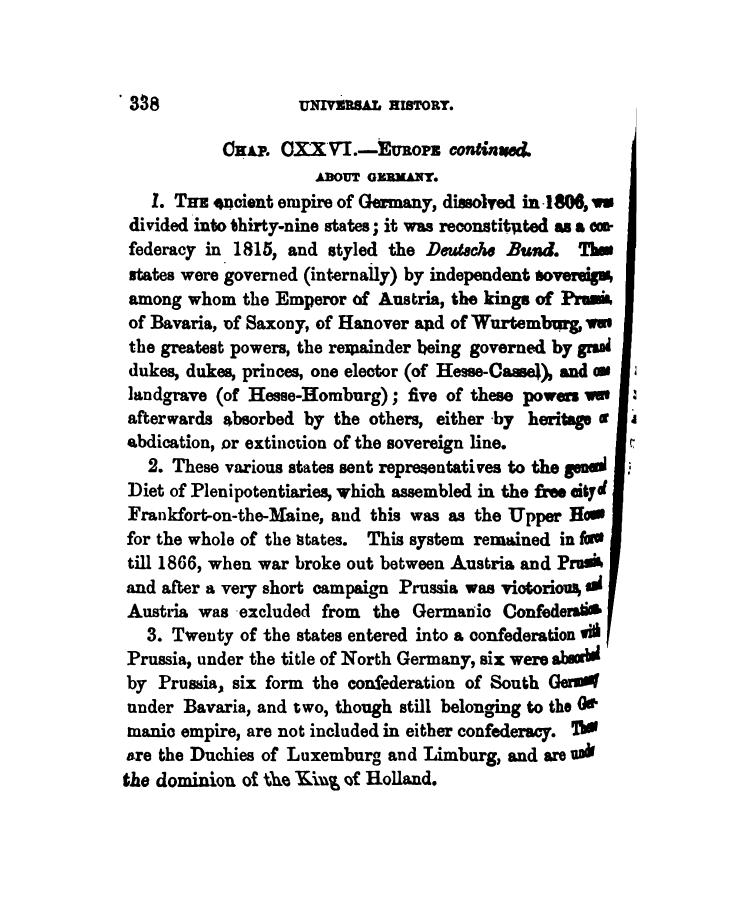 338 UNIVERSAL HISTORY.
CHAP. CXXVI.—EUROPE continued.
ABOUT GERMANY.
1. THE ancient empire of Germany, dissolved in 1806, was
divided into thirty-nine states; it was reconstituted as a con-
federacy in 1815, and styled the Deutsche Bund. These
states were governed (internally) by independent sovereigns,
among whom the Emperor of Austria, the kings of Prussia,
of Bavaria, of Saxony, of Hanover and of Wurtemburg, were
the greatest powers, the remainder being governed by grand
dukes, dukes, princes, one elector (of Hesse-Cassel), and one
landgrave (of Hesse-Homburg); five of these powers were
afterwards absorbed by the others, either by heritage or
abdication, or extinction of the sovereign line.
2. These various states sent representatives to the general
Diet of Plenipotentiaries, which assembled in the free city of
Frankfort-on-the-Maine, and this was as the Upper House
for the whole of the states. This system remained in force
till 1866, when war broke out between Austria and Prussia,
and after a very short campaign Prussia was victorious, and
Austria was excluded from the Germanic Confederation.
3. Twenty of the states entered into a confederation with
Prussia, under the title of North Germany, six were absorbed
by Prussia, six form the confederation of South Germany
under Bavaria, and two, though still belonging to the Ger-
manic empire, are not included in either confederacy. These
are the Duchies of Luxemburg and Limburg, and are under
the dominion of the King of Holland.